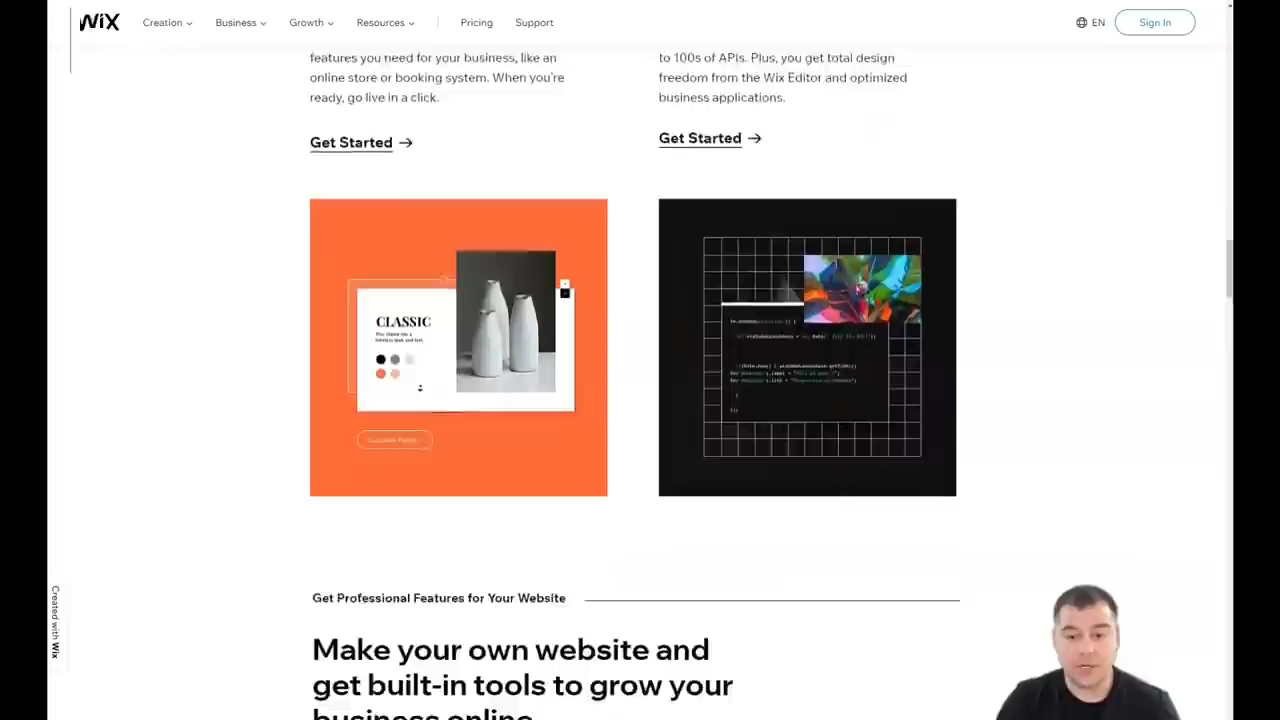 WiX
Creation
Business
Growth
Resources
Pricing
Support
EN
Sign In
features you need for your business, like an
online store or booking system. When you're
ready, go live in a click.
Get Started →
to 100s of APIs. Plus, you get total design
freedom from the Wix Editor and optimized
business applications.
Get Started →
CLASSIC
Created with Wix
Get Professional Features for Your Website
Make your own website and
get built-in tools to grow your
business online